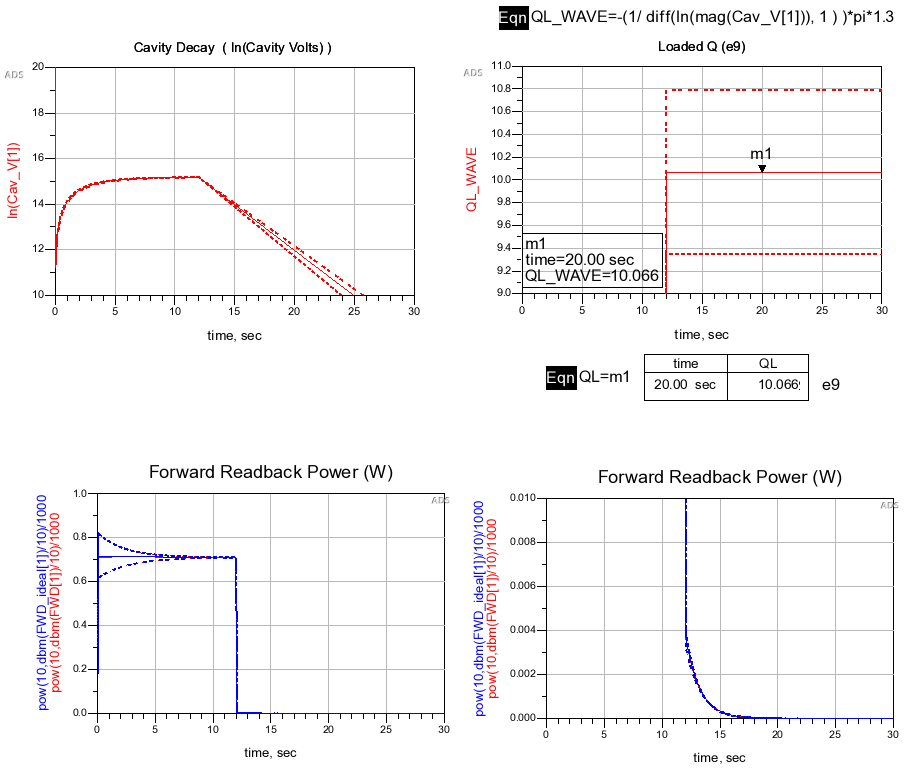 Eqn QL_WAVE=-(1/ diff(ln(mag(Cav_V[1])), 1 ) )*pi*1.3
Cavity Decay ( ln(Cavity Volts) )
ADS
ln(Cav_V[1])
20
18
16
14
12
10
0 5 10 15 20 25 30
time, sec
Loaded Q (e9)
ADS
QL_WAVE
11.0
10.8
10.6
10.4
10.2
10.0
9.8
9.6
9.4
9.2
9.0
m1
m1
time=20.00 sec
QL_WAVE=10.066
0 5 10 15 20 25 30
time, sec
Eqn QL=m1
time QL
20.00 sec 10.066 e9
Forward Readback Power (W)
ADS
pow(10,dbm(FWD_ideal[1])/10)/1000
pow(10,dbm(FWD[1])/10)/1000
1.0
0.8
0.6
0.4
0.2
0.0
0 5 10 15 20 25 30
time, sec
Forward Readback Power (W)
ADS
pow(10,dbm(FWD_ideal[1])/10)/1000
pow(10,dbm(FWD[1])/10)/1000
0.010
0.008
0.006
0.004
0.002
0.000
0 5 10 15 20 25 30
time, sec